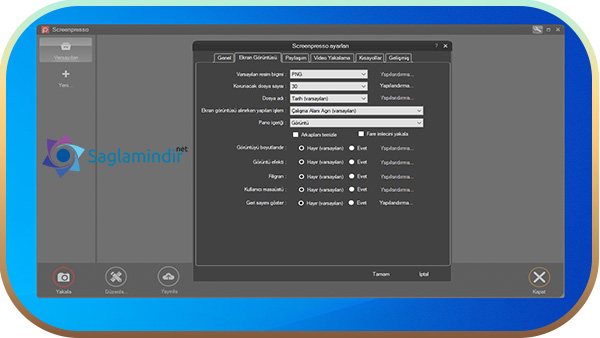 Screenpresso
Varsayılan
Yeni...
Saglamindir
net
Screenpresso ayarları
Genel
Ekran Görüntüsü
Paylaşım
Video Yakalama
Kısayollar
Gelişmiş
Varsayılan resim biçimi
PNG
Yapılandırma...
Korunacak dosya sayısı
30
Yapılandırma...
Dosya adı
Tarih (varsayılan)
Yapılandırma...
Ekran görüntüsü alınırken yapılan işlem
Çalışma Alanı Açın (varsayılan)
Pano içeriği
Görüntü
Arkaplanı temizle
Fare imlecini yakala
Görüntüyü boyutlandır :
Hayır (varsayılan)
Evet
Yapılandırma...
Görüntü efekti :
Hayır (varsayılan)
Evet
Yapılandırma...
Filigran :
Hayır (varsayılan)
Evet
Yapılandırma...
Kullanıcı masaüstü :
Hayır (varsayılan)
Evet
Yapılandırma...
Geri sayımı göster :
Hayır (varsayılan)
Evet
Yapılandırma...
Tamam
İptal
Yakala
Düzenle...
Yayınla
Kapat